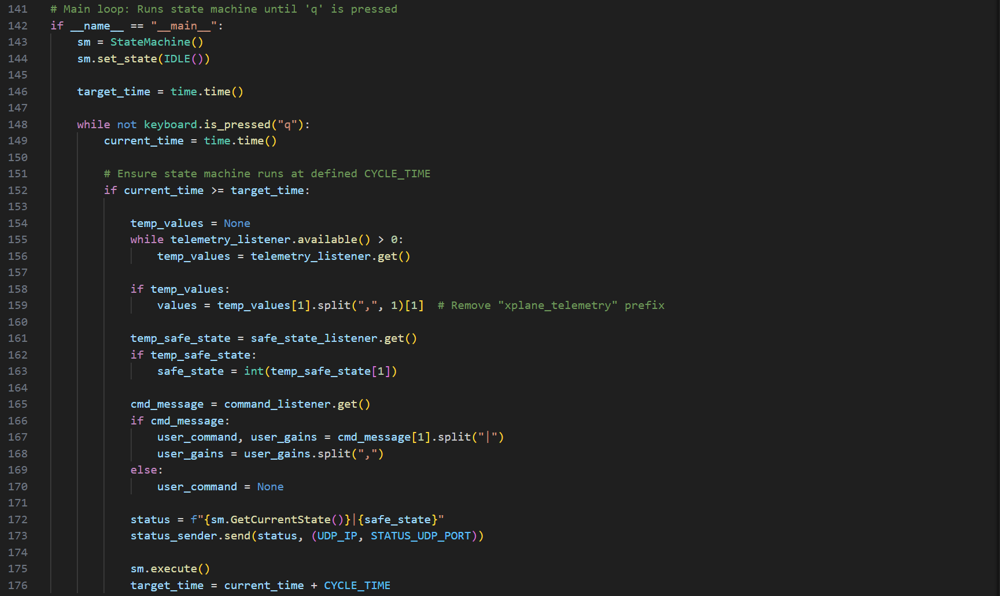 141 # Main loop: Runs state machine until 'q' is pressed
142 if __name__ == "__main__":
143     sm = StateMachine()
144     sm.set_state(IDLE())
145
146     target_time = time.time()
147
148     while not keyboard.is_pressed("q"):
149         current_time = time.time()
150
151         # Ensure state machine runs at defined CYCLE_TIME
152         if current_time >= target_time:
153
154             temp_values = None
155             while telemetry_listener.available() > 0:
156                 temp_values = telemetry_listener.get()
157
158             if temp_values:
159                 values = temp_values[1].split(",", 1)[1]  # Remove "xplane_telemetry" prefix
160
161             temp_safe_state = safe_state_listener.get()
162             if temp_safe_state:
163                 safe_state = int(temp_safe_state[1])
164
165             cmd_message = command_listener.get()
166             if cmd_message:
167                 user_command, user_gains = cmd_message[1].split("|")
168                 user_gains = user_gains.split(",")
169             else:
170                 user_command = None
171
172             status = f"{sm.GetCurrentState()}|{safe_state}"
173             status_sender.send(status, (UDP_IP, STATUS_UDP_PORT))
174
175             sm.execute()
176             target_time = current_time + CYCLE_TIME